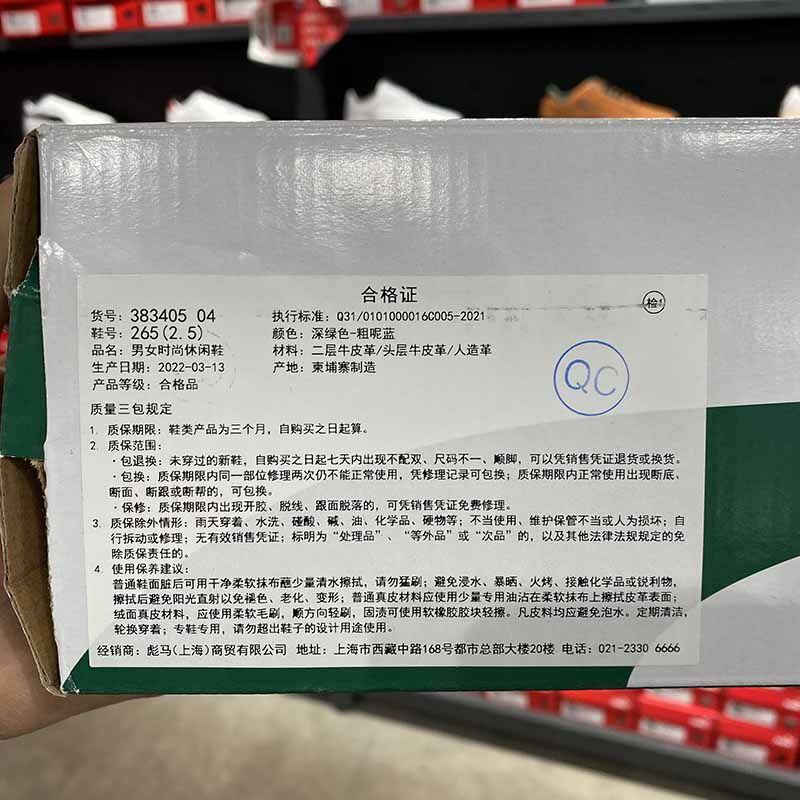 合格证
检1
货号: 383405 04
执行标准: Q31/0101000016C005-2021
鞋号: 265(2.5)
颜色: 深绿色-粗呢蓝
品名: 男女时尚休闲鞋
材料: 二层牛皮革/头层牛皮革/人造革
生产日期: 2022-03-13
产地: 柬埔寨制造
产品等级: 合格品
QC
质量三包规定
1. 质保期限: 鞋类产品为三个月，自购买之日起算。
2. 质保范围:
·包退换: 未穿过的新鞋，自购买之日起七天内出现不配双、尺码不一、顺脚，可以凭销售凭证退货或换货。
·包换: 质保期限内同一部位修理两次仍不能正常使用，凭修理记录可包换; 质保期限内正常使用出现断底、
断面、断跟或断帮的，可包换。
·保修: 质保期限内出现开胶、脱线、跟面脱落的，可凭销售凭证免费修理。
3. 质保除外情形: 雨天穿着、水洗、碰酸、碱、油、化学品、硬物等; 不当使用、维护保管不当或人为损坏; 自
行拆动或修理; 无有效销售凭证; 标明为“处理品”、“等外品”或“次品”的，以及其他法律法规规定的免
除质保责任的。
4. 使用保养建议:
普通鞋面脏后可用干净柔软抹布蘸少量清水擦拭，请勿猛刷; 避免浸水、暴晒、火烤、接触化学品或锐利物，
擦拭后避免阳光直射以免褪色、老化、变形; 普通真皮材料应使用少量专用油沾在柔软抹布上擦拭皮革表面;
绒面真皮材料，应使用柔软毛刷，顺方向轻刷，固渍可使用软橡胶胶块轻擦。凡皮料均应避免泡水。定期清洁，
轮换穿着; 专鞋专用，请勿超出鞋子的设计用途使用。
经销商: 彪马(上海)商贸有限公司 地址: 上海市西藏中路168号都市总部大楼20楼 电话: 021-2330 6666